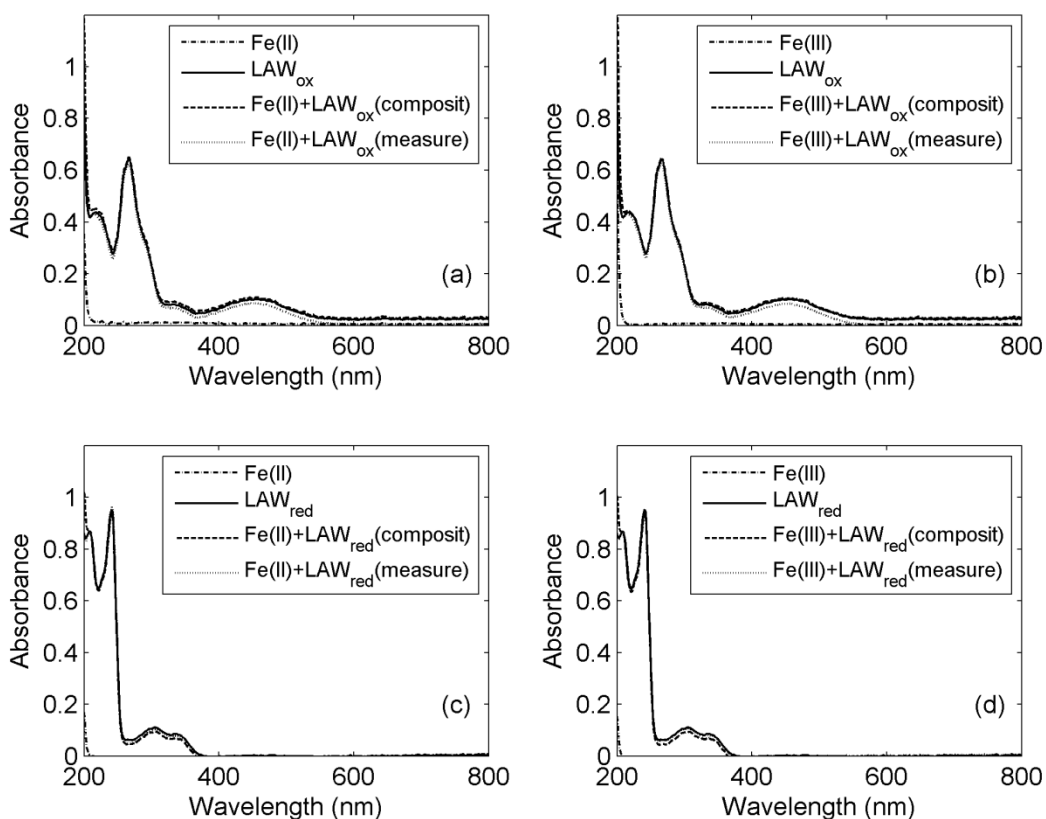 Fe(II)
LAWox
Fe(II)+LAWox(composit)
Fe(II)+LAWox(measure)
1
0.8
0.6
0.4
0.2
0
Absorbance
(a)
200 400 600 800
Wavelength (nm)
Fe(III)
LAWox
Fe(III)+LAWox(composit)
Fe(III)+LAWox(measure)
1
0.8
0.6
0.4
0.2
0
Absorbance
(b)
200 400 600 800
Wavelength (nm)
Fe(II)
LAWred
Fe(II)+LAWred(composit)
Fe(II)+LAWred(measure)
1
0.8
0.6
0.4
0.2
0
Absorbance
(c)
200 400 600 800
Wavelength (nm)
Fe(III)
LAWred
Fe(III)+LAWred(composit)
Fe(III)+LAWred(measure)
1
0.8
0.6
0.4
0.2
0
Absorbance
(d)
200 400 600 800
Wavelength (nm)